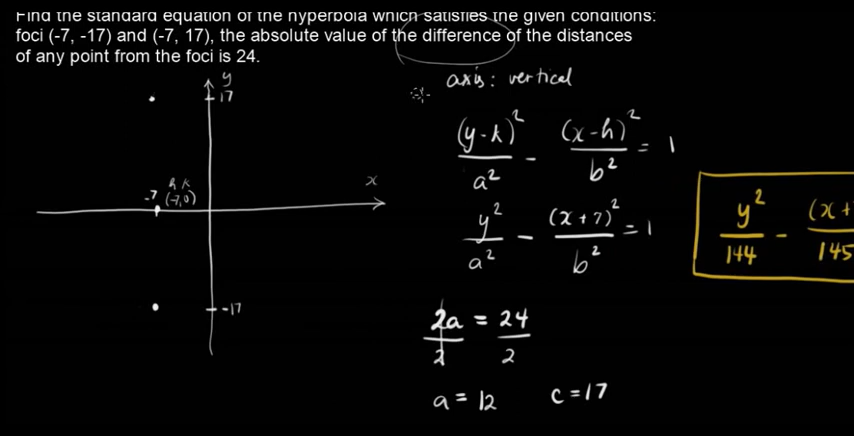 Find the standard equation of the hyperbola which satisfies the given conditions:
foci (-7, -17) and (-7, 17), the absolute value of the difference of the distances
of any point from the foci is 24.
axis: vertical
y
17
(y-k)² / a² - (x-h)² / b² = 1
x
h k
-7 (-7,0)
y² / a² - (x+7)² / b² = 1
y² / 144 - (x+ / 145
-17
2a / 2 = 24 / 2
a = 12 c = 17